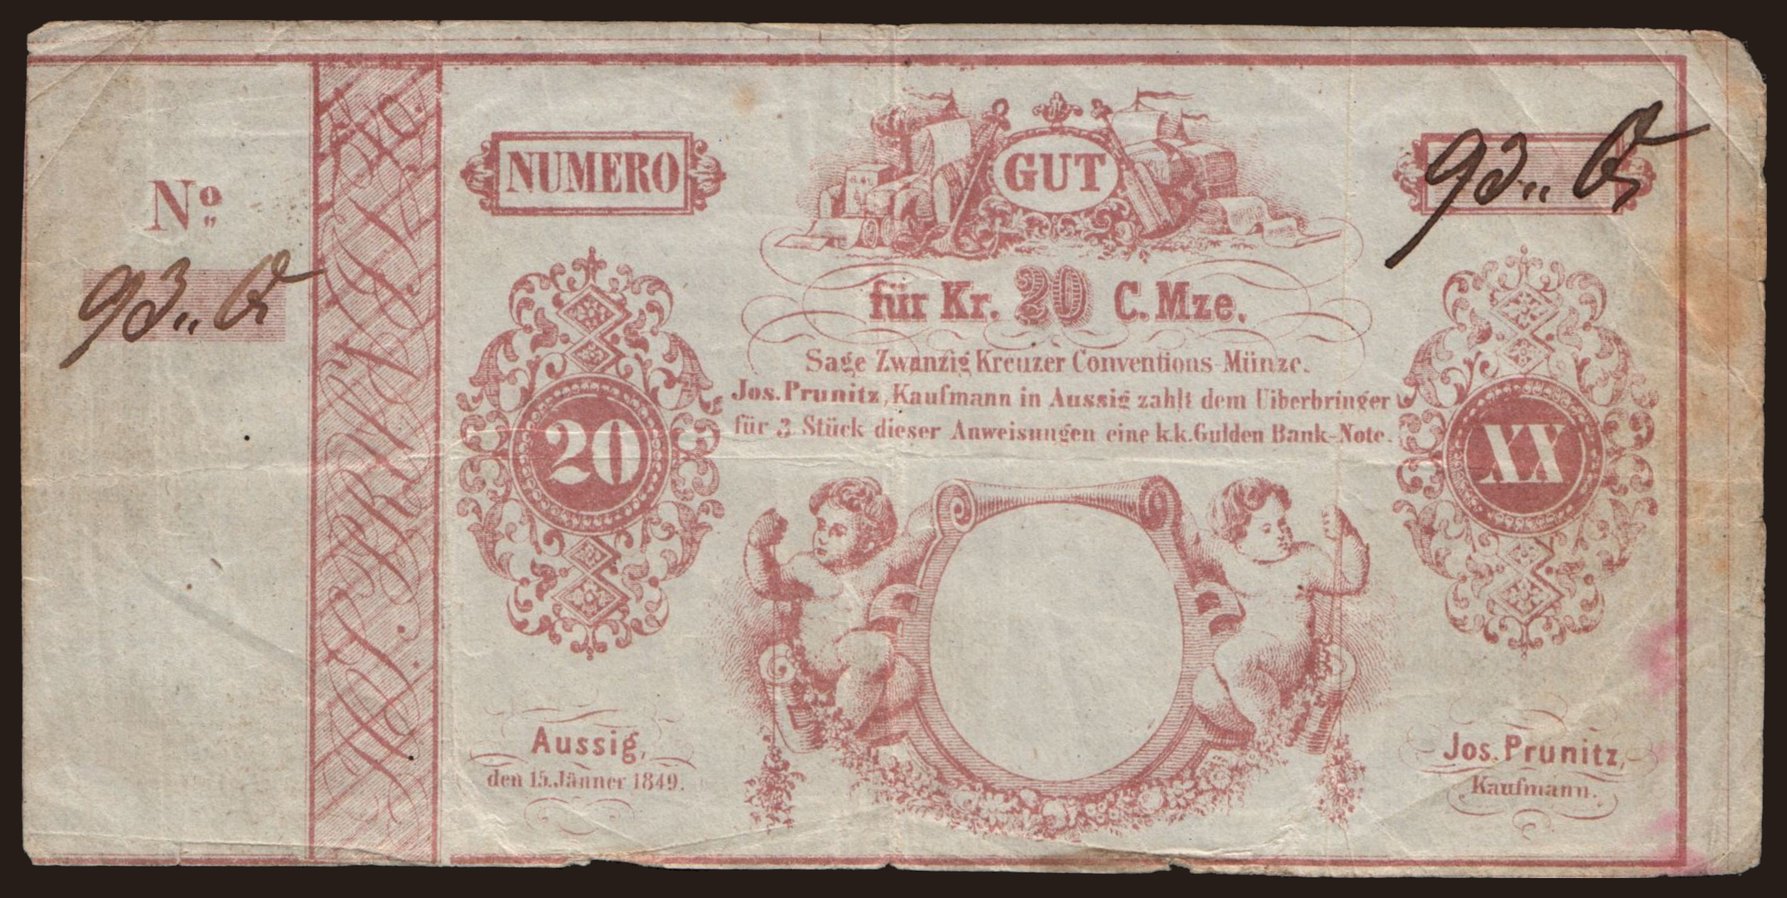 Nº
93„
NUMERO
GUT
93„
für Kr. 20 C. Mze.
Sage Zwanzig Kreuzer Conventions-Münze.
Jos. Prunitz, Kaufmann in Aussig zahlt dem Uiberbringer
für 3 Stück dieser Anweisungen eine k.k. Gulden Bank-Note.
20
XX
Aussig,
den 15. Jänner 1849.
Jos. Prunitz,
Kaufmann.